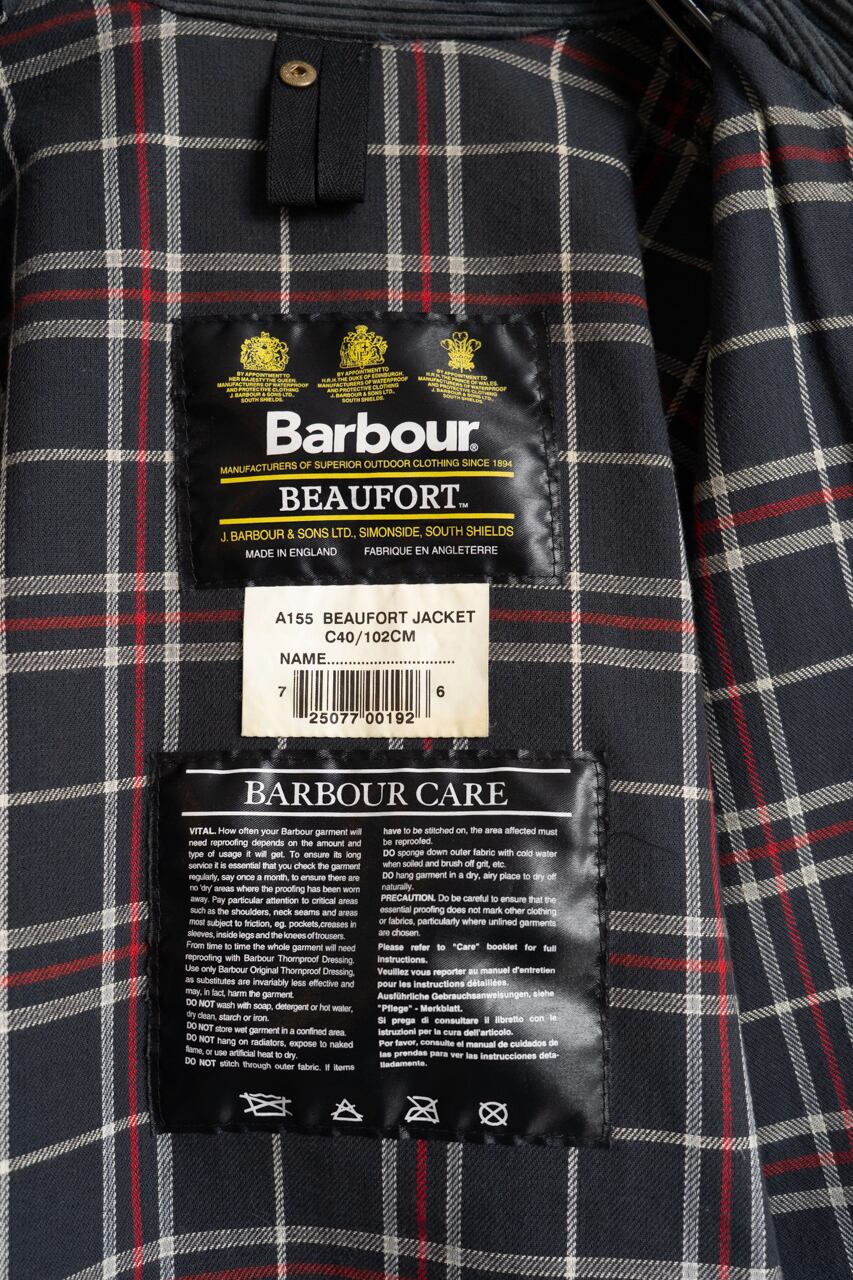 BY APPOINTMENT TO
HER MAJESTY THE QUEEN.
MANUFACTURERS OF WATERPROOF
AND PROTECTIVE CLOTHING
J. BARBOUR & SONS LTD.
SOUTH SHIELDS.
BY APPOINTMENT TO
H.R.H. THE DUKE OF EDINBURGH.
MANUFACTURERS OF WATERPROOF
AND PROTECTIVE CLOTHING
J. BARBOUR & SONS LTD.,
SOUTH SHIELDS.
BY APPOINTMENT TO
H.R.H. THE PRINCE OF WALES.
MANUFACTURERS OF WATERPROOF
AND PROTECTIVE CLOTHING
J. BARBOUR & SONS LTD.,
SOUTH SHIELDS.
Barbour®
MANUFACTURERS OF SUPERIOR OUTDOOR CLOTHING SINCE 1894
BEAUFORT™
J. BARBOUR & SONS LTD., SIMONSIDE, SOUTH SHIELDS
MADE IN ENGLAND FABRIQUE EN ANGLETERRE
A155 BEAUFORT JACKET
C40/102CM
NAME..............................
7 25077 00192 6
BARBOUR CARE
VITAL. How often your Barbour garment will
need reproofing depends on the amount and
type of usage it will get. To ensure its long
service it is essential that you check the garment
regularly, say once a month, to ensure there are
no 'dry' areas where the proofing has been worn
away. Pay particular attention to critical areas
such as the shoulders, neck seams and areas
most subject to friction, eg. pockets,creases in
sleeves, inside legs and the knees of trousers.
From time to time the whole garment will need
reproofing with Barbour Thornproof Dressing.
Use only Barbour Original Thornproof Dressing,
as substitutes are invariably less effective and
may, in fact, harm the garment.
DO NOT wash with soap, detergent or hot water,
dry clean, starch or iron.
DO NOT store wet garment in a confined area.
DO NOT hang on radiators, expose to naked
flame, or use artificial heat to dry.
DO NOT stitch through outer fabric. If items
have to be stitched on, the area affected must
be reproofed.
DO sponge down outer fabric with cold water
when soiled and brush off grit, etc.
DO hang garment in a dry, airy place to dry off
naturally.
PRECAUTION. Do be careful to ensure that the
essential proofing does not mark other clothing
or fabrics, particularly where unlined garments
are chosen.
Please refer to "Care" booklet for full
instructions.
Veuillez vous reporter au manuel d'entretien
pour les instructions détaillées.
Ausführliche Gebrauchsanweisungen, siehe
"Pflege" - Merkblatt.
Si prega di consultare il libretto con le
istruzioni per la cura dell'articolo.
Por favor, consulte el manual de cuidados de
las prendas para ver las instrucciones deta-
lladamente.